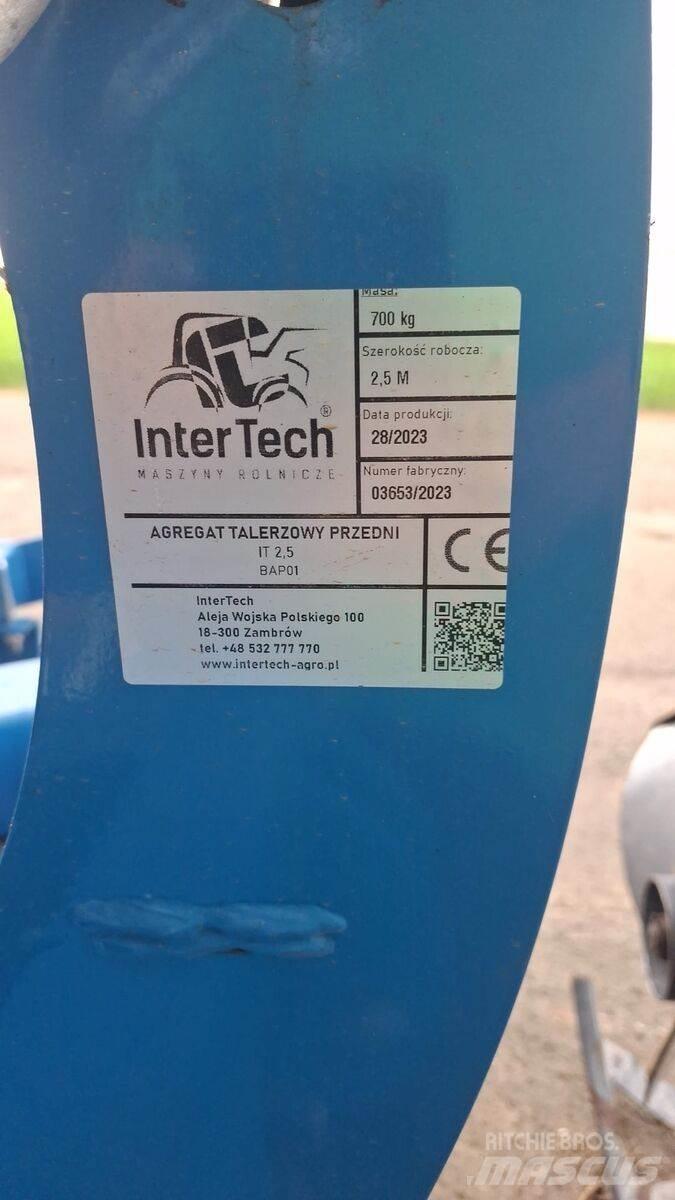 Masa:
700 kg
Szerokość robocza:
2,5 M
Data produkcji:
28/2023
Numer fabryczny:
03653/2023
InterTech®
MASZYNY ROLNICZE
AGREGAT TALERZOWY PRZEDNI
IT 2,5
BAP01
CE
InterTech
Aleja Wojska Polskiego 100
18-300 Zambrów
tel. +48 532 777 770
www.intertech-agro.pl
RITCHIE BROS.
MASCUS